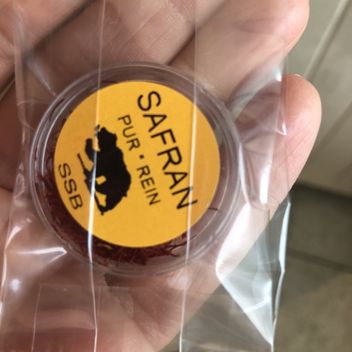 SAFRAN
PUR · REIN
SSB